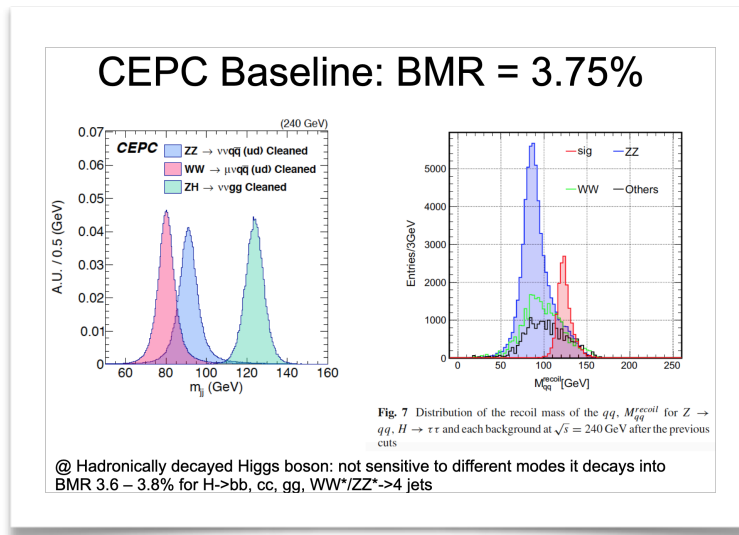 CEPC Baseline: BMR = 3.75%
(240 GeV)
CEPC
ZZ → ννqq̅ (ud) Cleaned
WW → μνqq̅ (ud) Cleaned
ZH → ννgg Cleaned
0.07
0.06
0.05
0.04
0.03
0.02
0.01
0
A.U. / 0.5 (GeV)
60 80 100 120 140 160
m_jj (GeV)
sig ZZ
WW Others
5000
4000
3000
2000
1000
0
Entries/3GeV
0 50 100 150 200 250
M_qq^recoil[GeV]
Fig. 7 Distribution of the recoil mass of the qq, M_qq^recoil for Z →
qq, H → ττ and each background at √s = 240 GeV after the previous
cuts
@ Hadronically decayed Higgs boson: not sensitive to different modes it decays into
BMR 3.6 – 3.8% for H->bb, cc, gg, WW*/ZZ*->4 jets